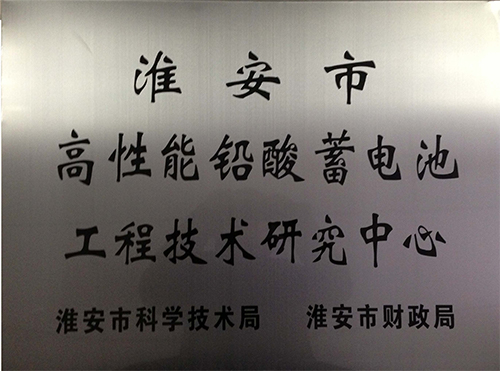 淮安市
高性能铅酸蓄电池
工程技术研究中心
淮安市科学技术局 淮安市财政局